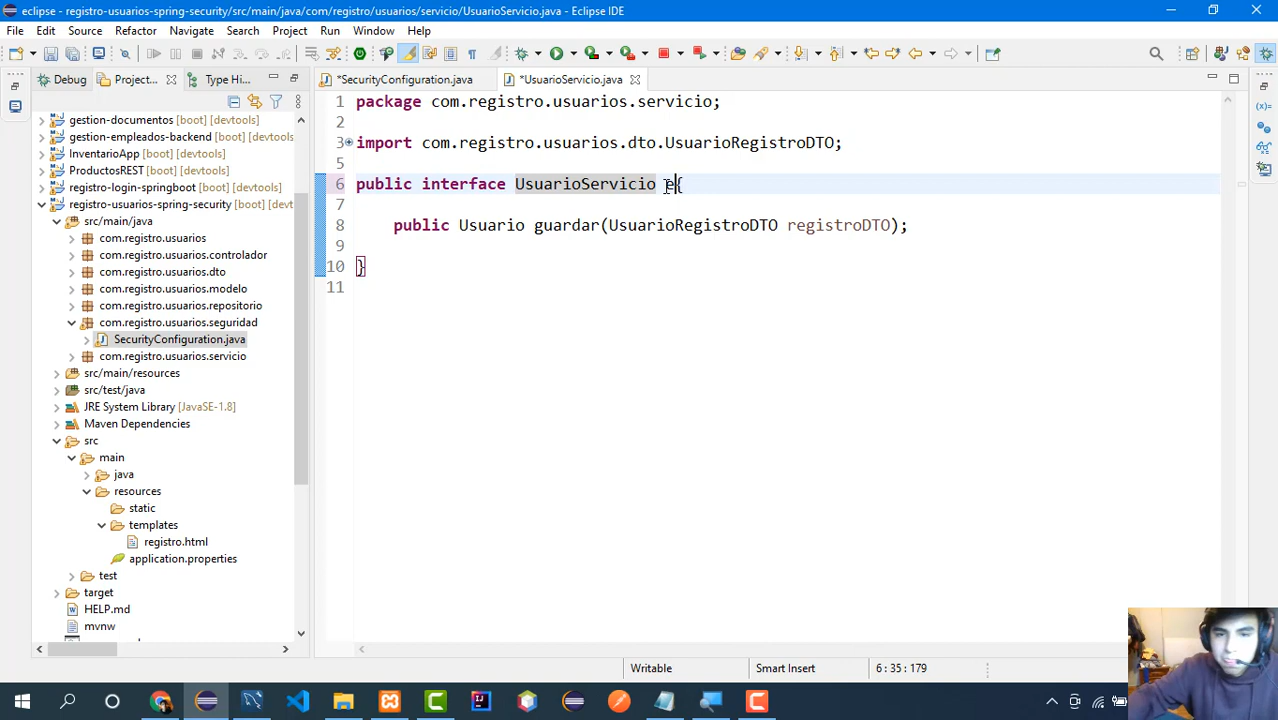 eclipse - registro-usuarios-spring-security/src/main/java/com/registro/usuarios/servicio/UsuarioServicio.java - Eclipse IDE
File Edit Source Refactor Navigate Search Project Run Window Help
Debug Project... Type Hi... *SecurityConfiguration.java *UsuarioServicio.java
gestion-documentos [boot] [devtools]
gestion-empleados-backend [boot] [devtools]
InventarioApp [boot] [devtools]
ProductosREST [boot] [devtools]
registro-login-springboot [boot] [devtools]
registro-usuarios-spring-security [boot] [devtools]
src/main/java
com.registro.usuarios
com.registro.usuarios.controlador
com.registro.usuarios.dto
com.registro.usuarios.modelo
com.registro.usuarios.repositorio
com.registro.usuarios.seguridad
SecurityConfiguration.java
com.registro.usuarios.servicio
src/main/resources
src/test/java
JRE System Library [JavaSE-1.8]
Maven Dependencies
src
main
java
resources
static
templates
registro.html
application.properties
test
target
HELP.md
mvnw
1 package com.registro.usuarios.servicio;
2
3 import com.registro.usuarios.dto.UsuarioRegistroDTO;
5
6 public interface UsuarioServicio e{
7
8 public Usuario guardar(UsuarioRegistroDTO registroDTO);
9
10 }
11
Writable Smart Insert 6 : 35 : 179